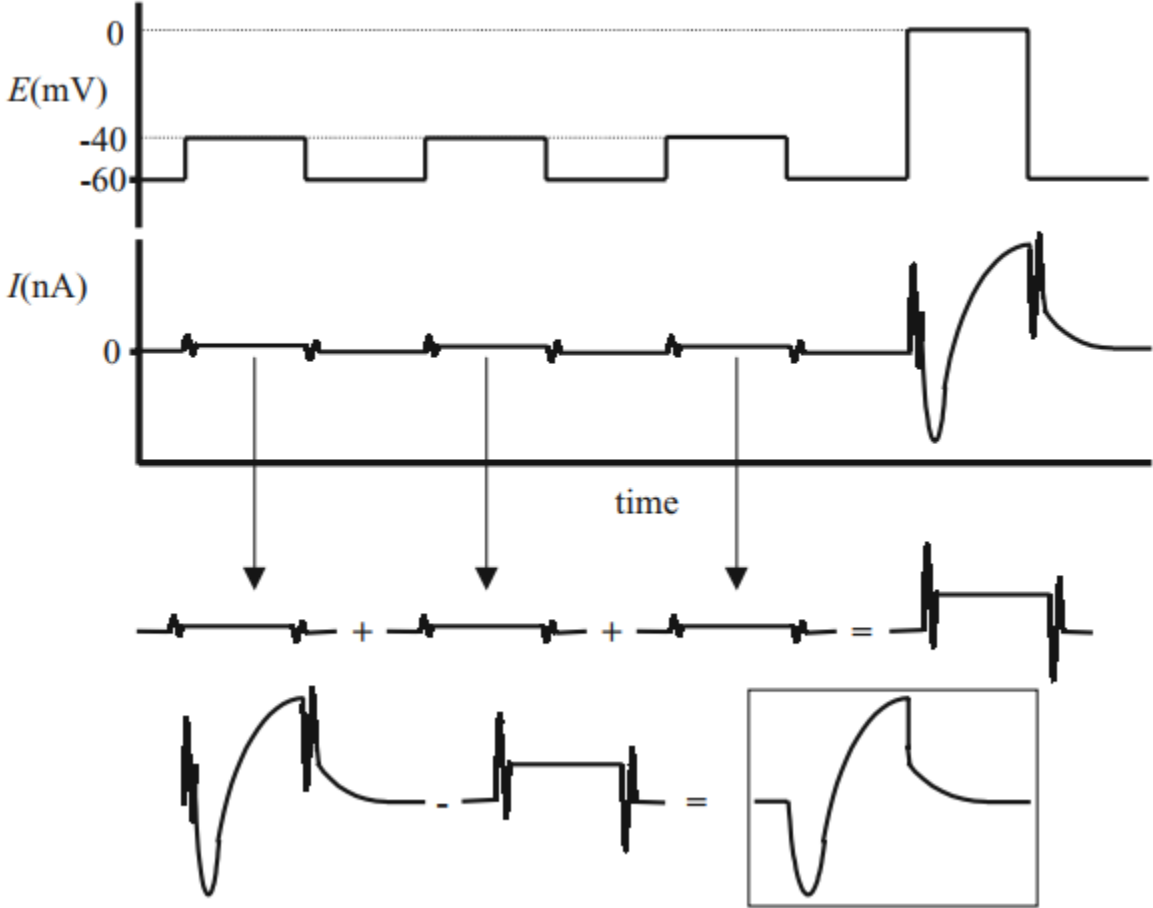 0
E(mV)
-40
-60
I(nA)
0
time
+ + =
- =